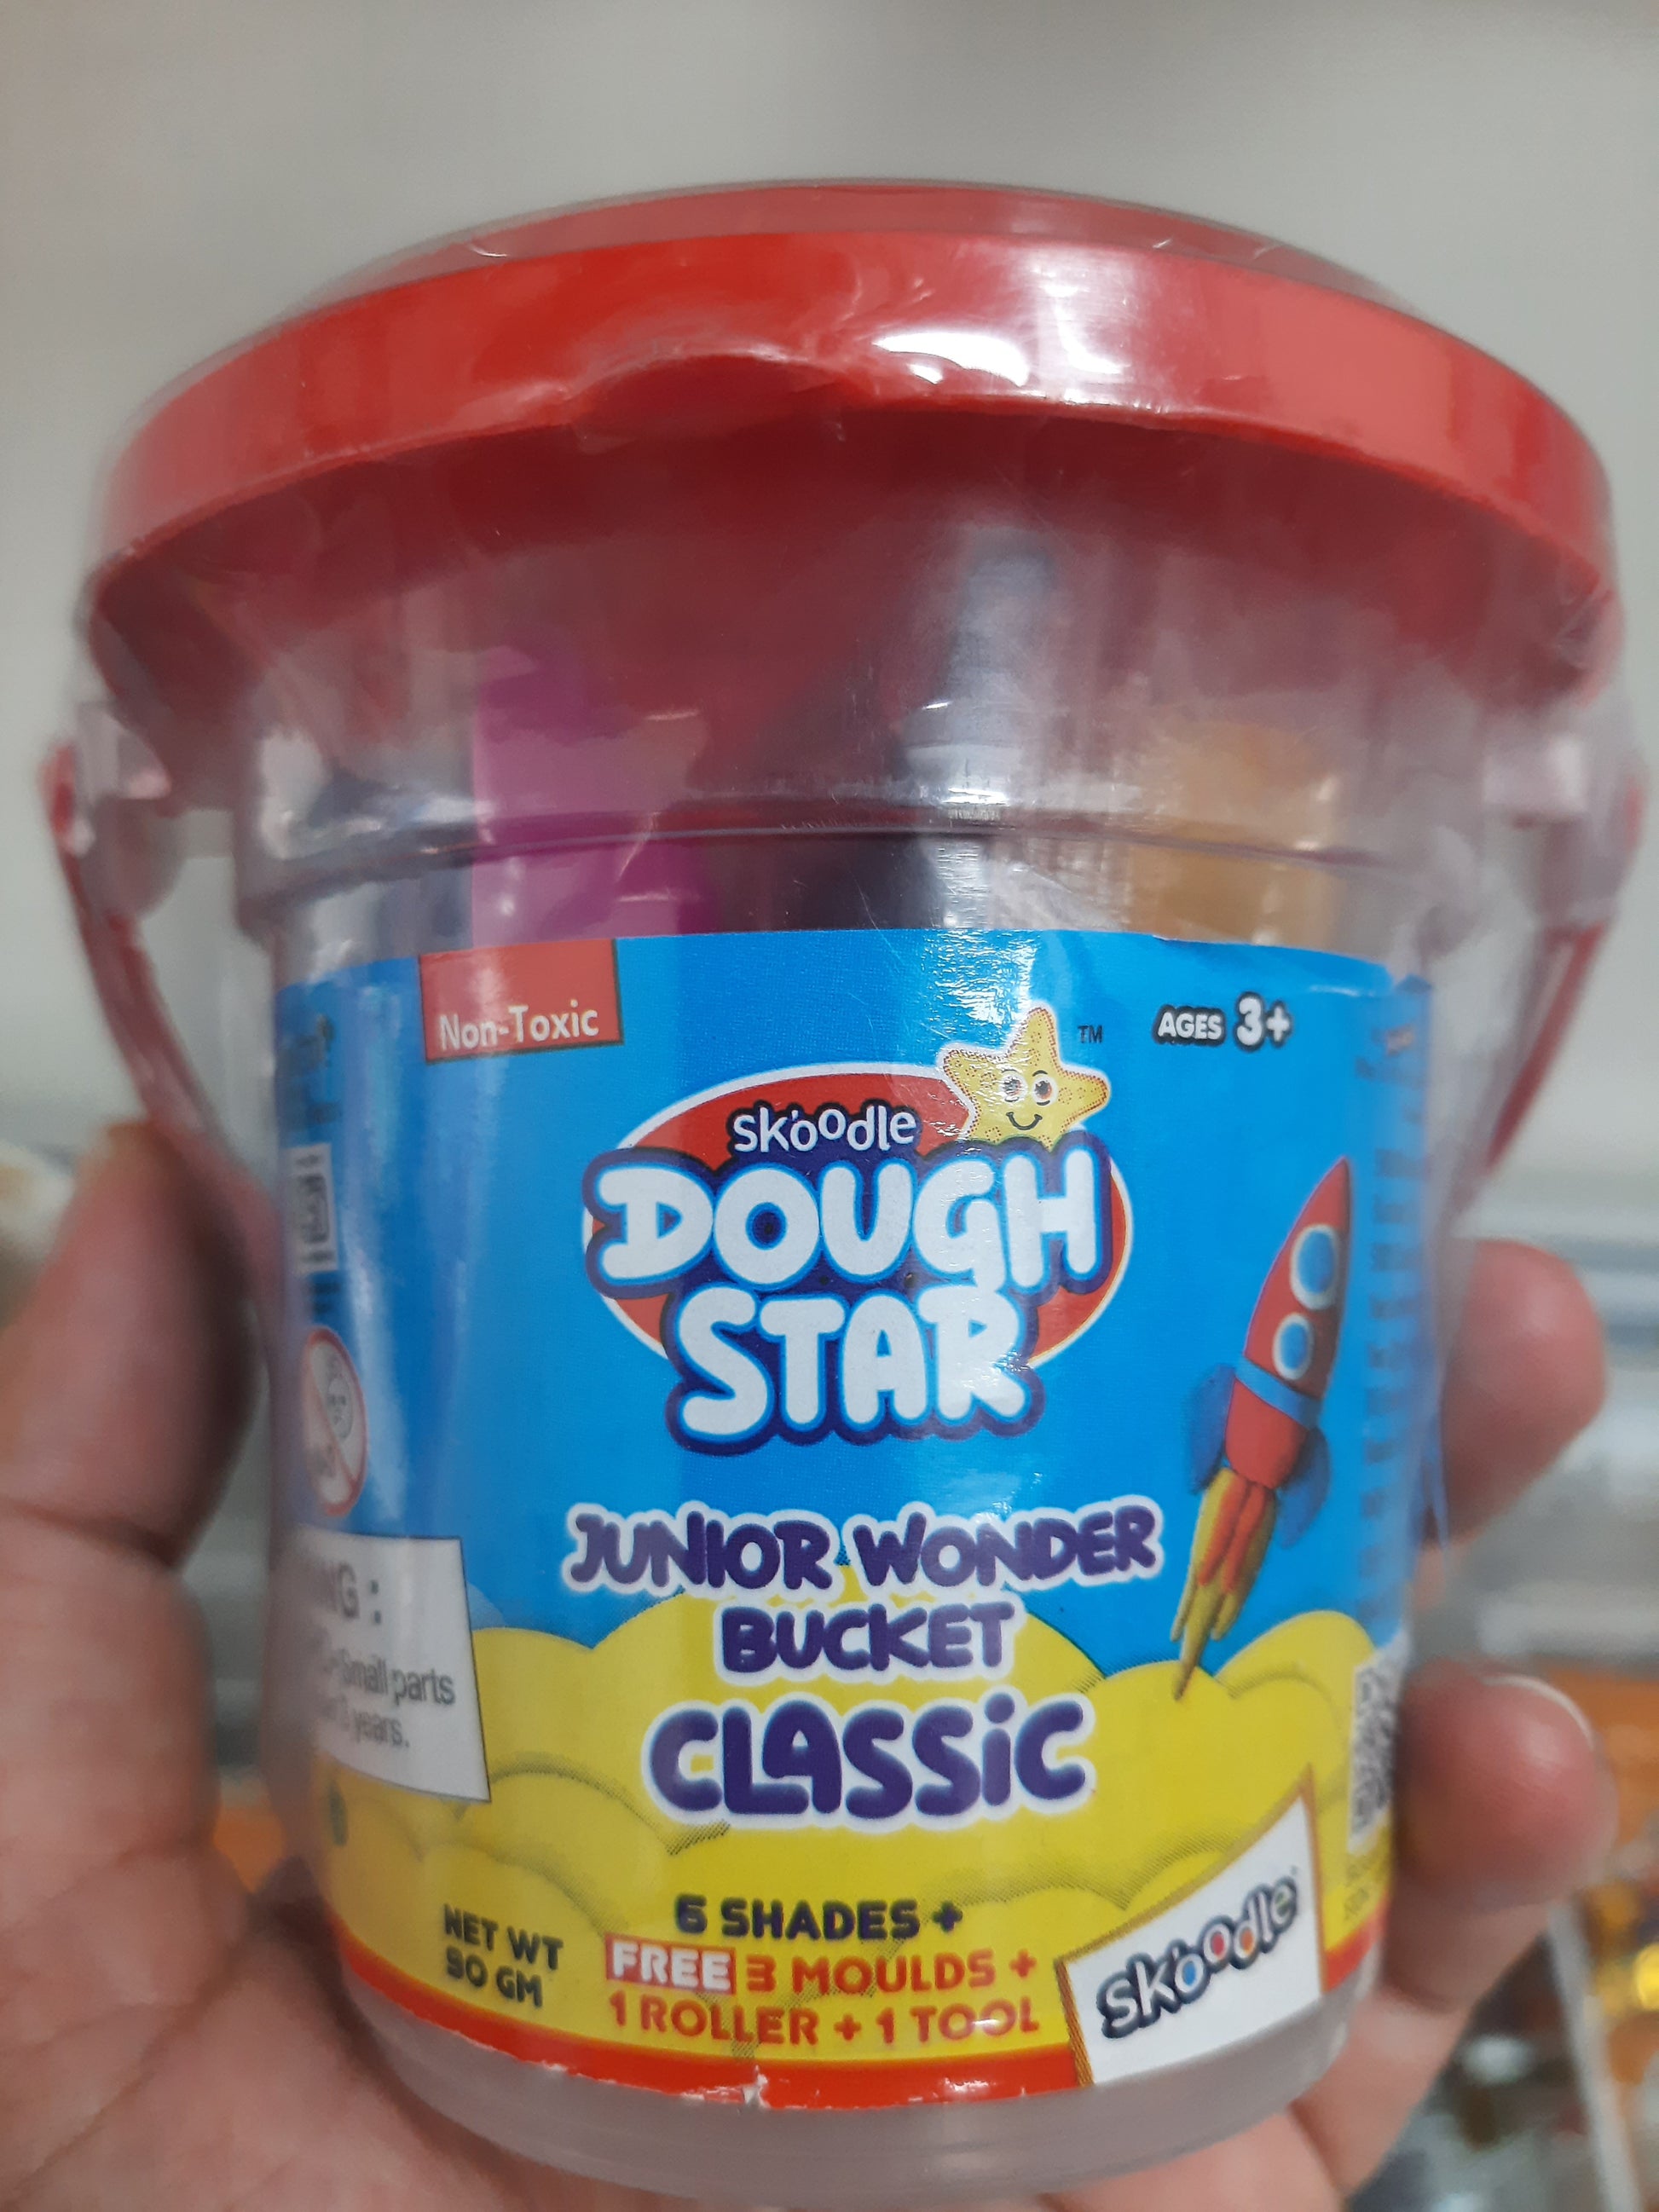 Non-Toxic
AGES 3+
skoodle
TM
DOUGH
STAR
JUNIOR WONDER
BUCKET
CLASSiC
:
Small parts
years.
6 SHADES +
NET WT
90 GM
FREE 3 MOULDS +
1 ROLLER + 1 TOOL
skoodle